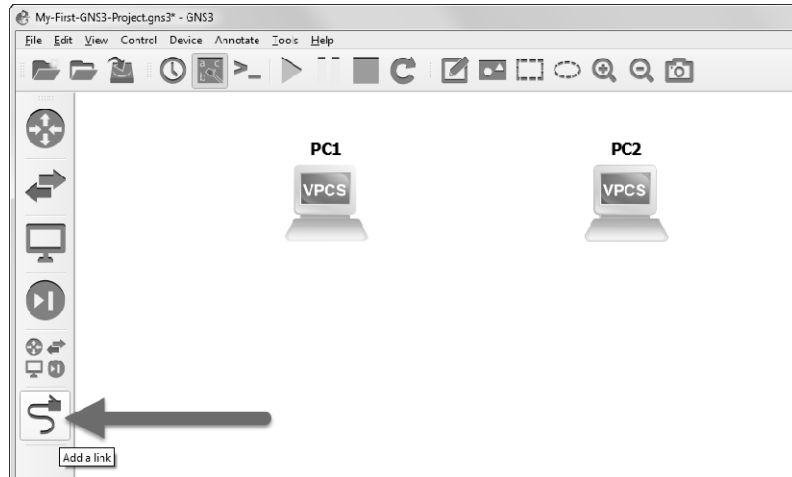 My-First-GNS3-Project.gns3* - GNS3
File Edit View Control Device Annotate Tools Help
PC1
PC2
VPCS
VPCS
Add a link